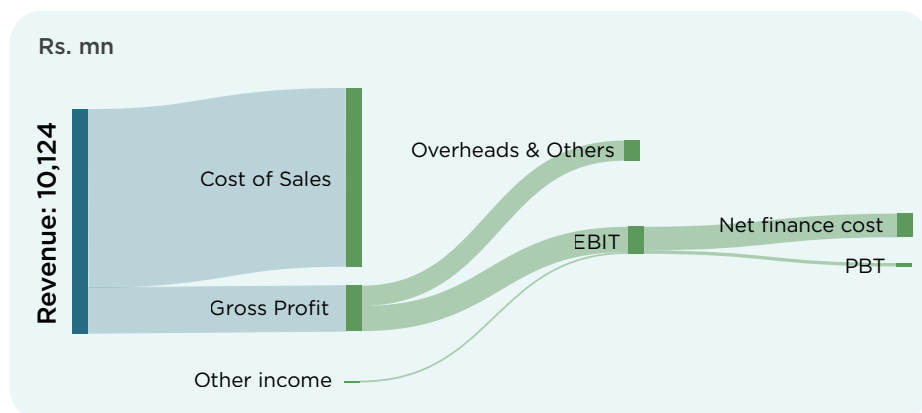 Rs. mn
Revenue: 10,124
Cost of Sales
Gross Profit
Other income
Overheads & Others
EBIT
Net finance cost
PBT